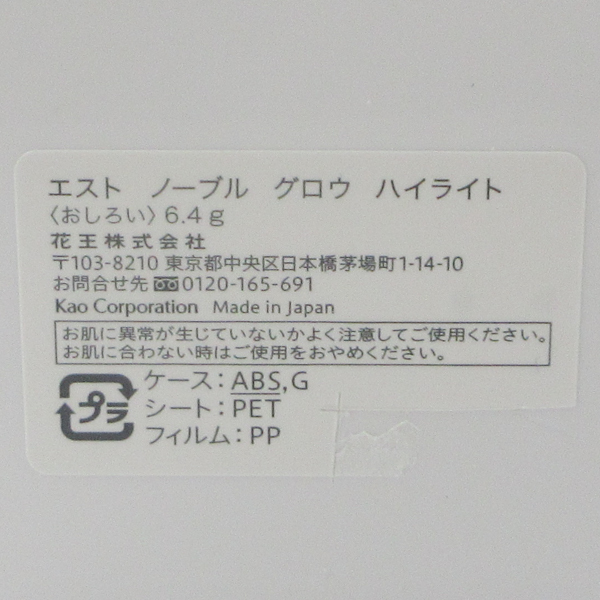 エスト ノーブル グロウ ハイライト
〈おしろい〉6.4g
花王株式会社
〒103-8210 東京都中央区日本橋茅場町1-14-10
お問合せ先 0120-165-691
Kao Corporation Made in Japan
お肌に異常が生じていないかよく注意してご使用ください。
お肌に合わない時はご使用をおやめください。
プラ
ケース:ABS,G
シート:PET
フィルム:PP